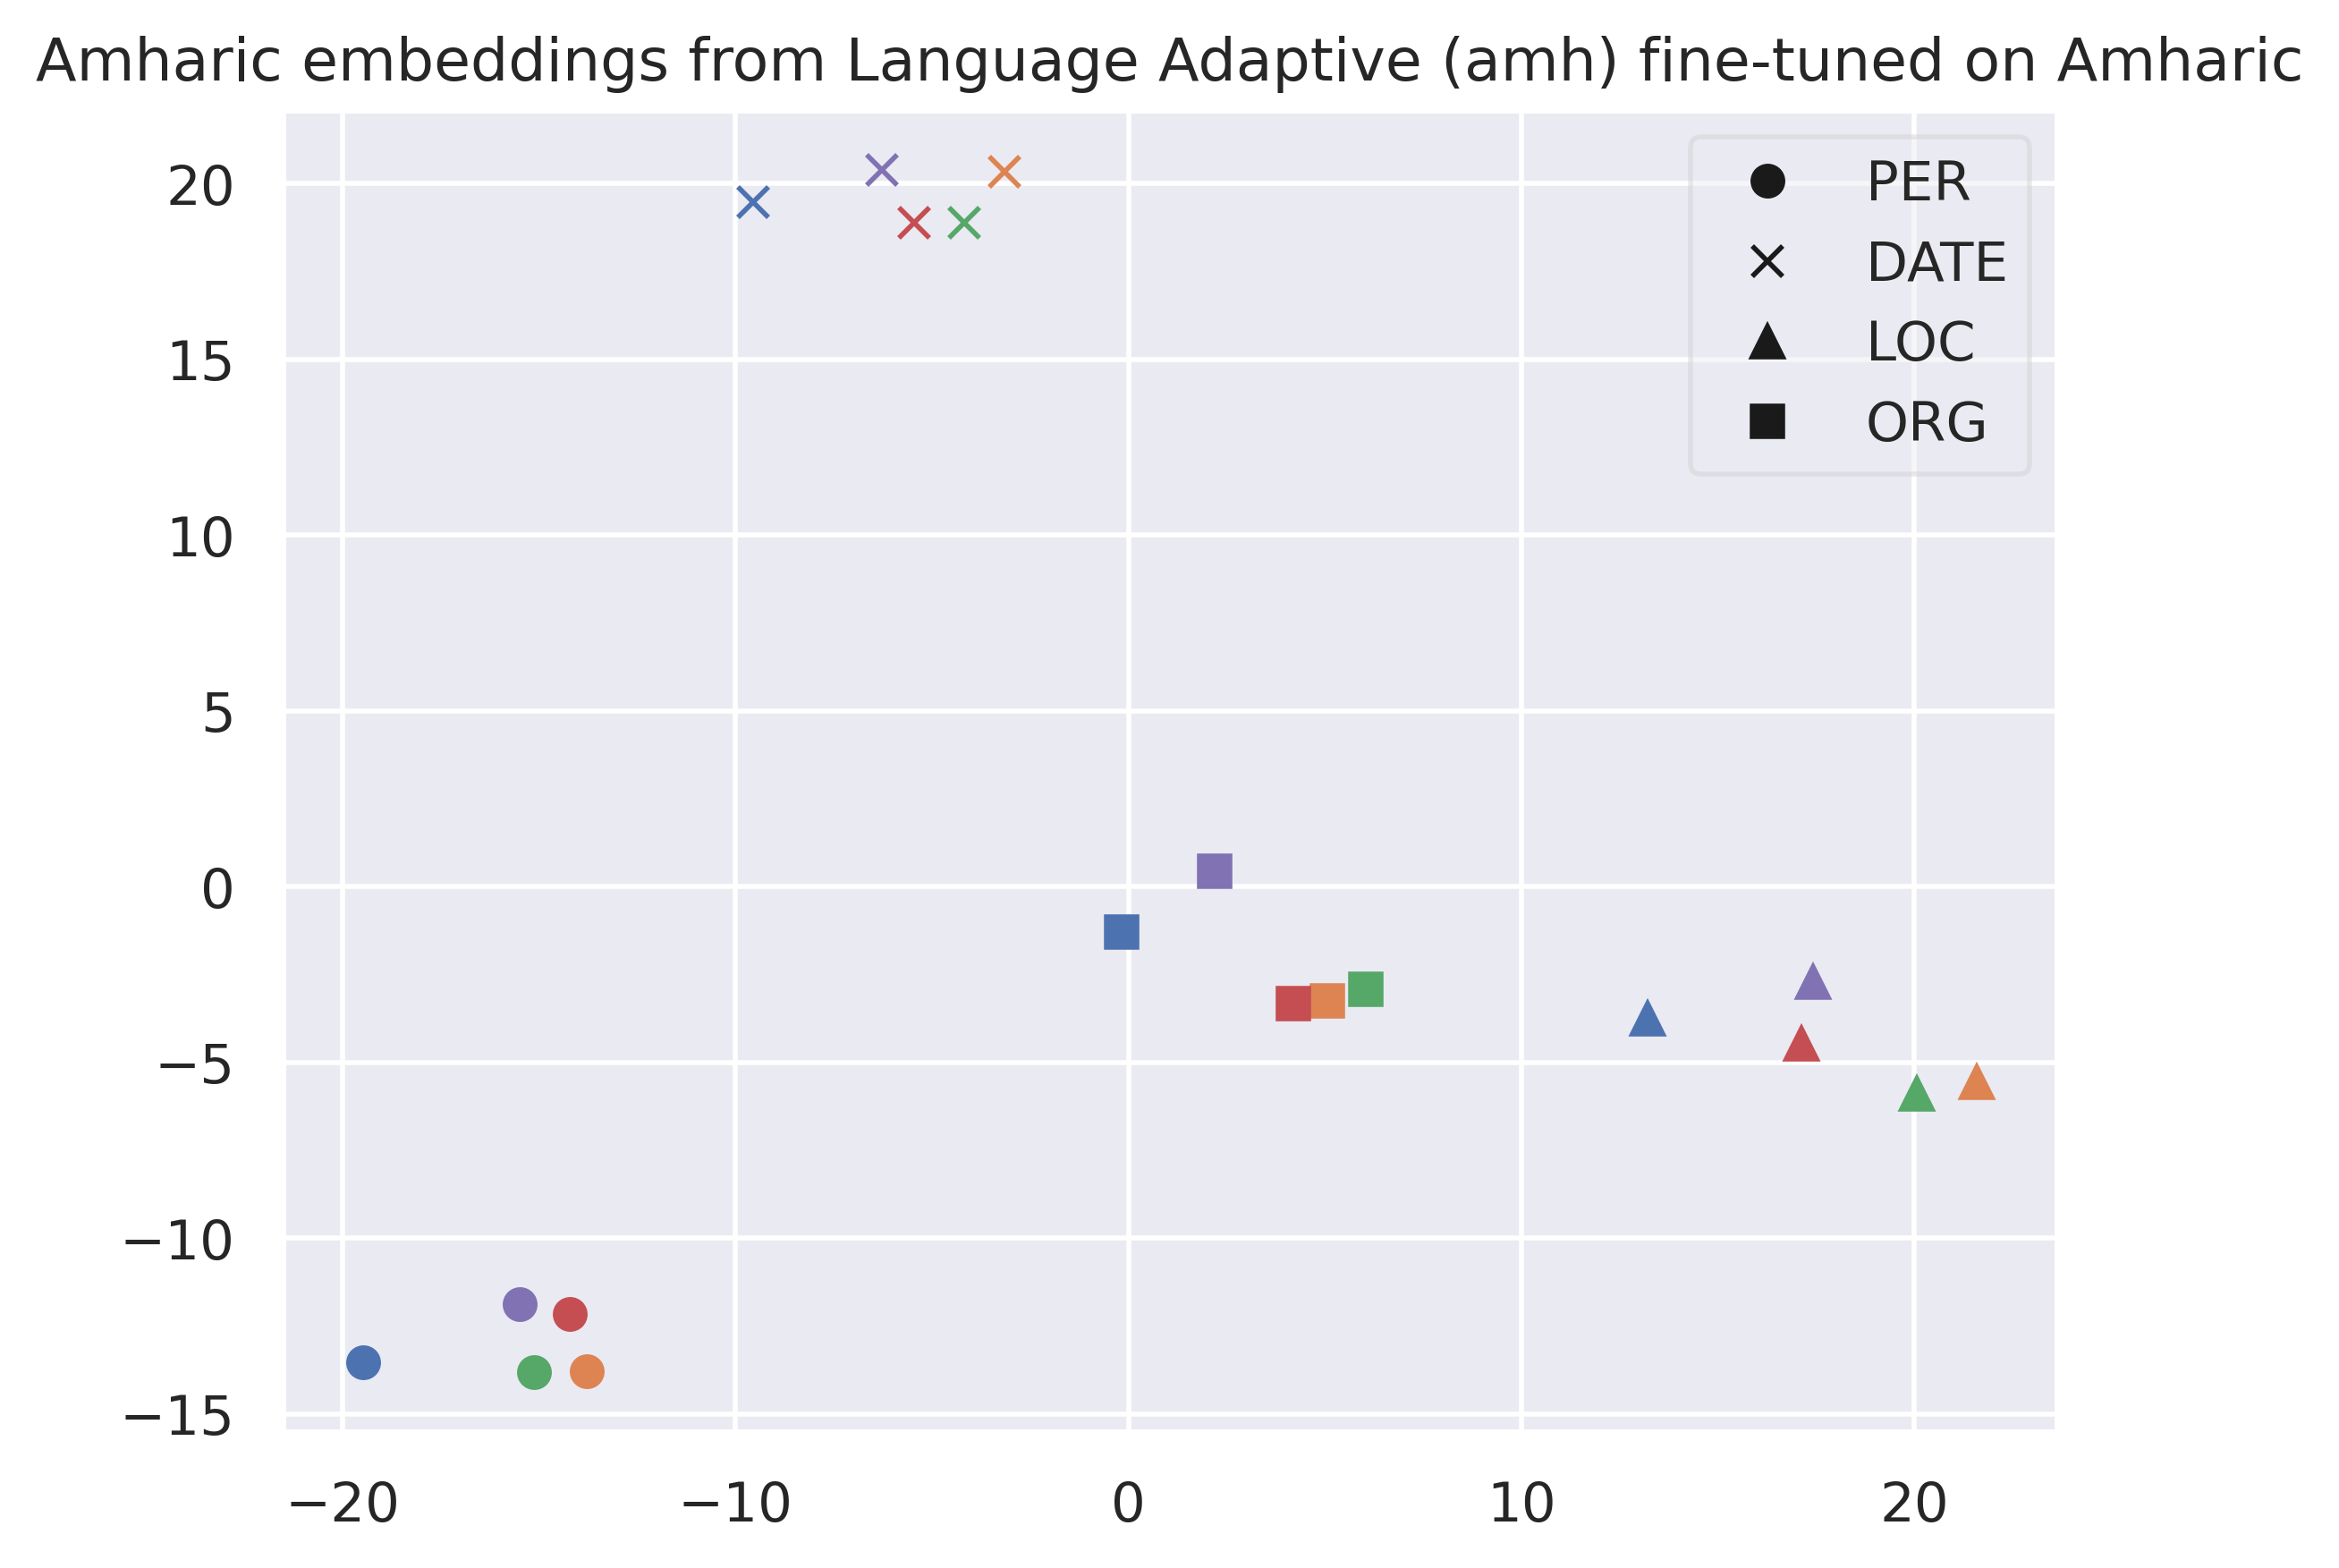 Amharic embeddings from Language Adaptive (amh) fine-tuned on Amharic
PER
DATE
LOC
ORG
20
15
10
5
0
−5
−10
−15
−20
−10
0
10
20